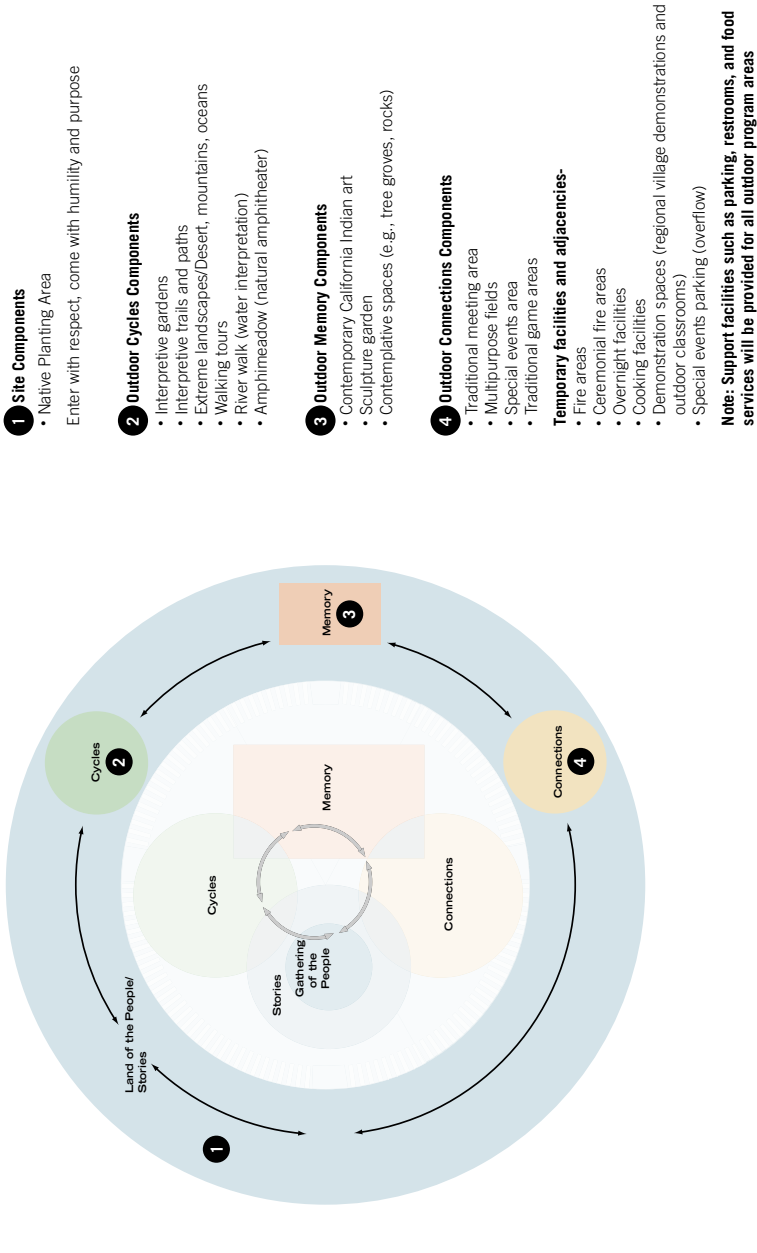 Land of the People/
Stories
1
Cycles
2
Memory
3
Connections
4
Cycles
Stories
Gathering
of the
People
Memory
Connections
1 Site Components
• Native Planting Area
Enter with respect, come with humility and purpose
2 Outdoor Cycles Components
• Interpretive gardens
• Interpretive trails and paths
• Extreme landscapes/Desert, mountains, oceans
• Walking tours
• River walk (water interpretation)
• Amphimeadow (natural amphitheater)
3 Outdoor Memory Components
• Contemporary California Indian art
• Sculpture garden
• Contemplative spaces (e.g., tree groves, rocks)
4 Outdoor Connections Components
• Traditional meeting area
• Multipurpose fields
• Special events area
• Traditional game areas
Temporary facilities and adjacencies-
• Fire areas
• Ceremonial fire areas
• Overnight facilities
• Cooking facilities
• Demonstration spaces (regional village demonstrations and
outdoor classrooms)
• Special events parking (overflow)
Note: Support facilities such as parking, restrooms, and food
services will be provided for all outdoor program areas